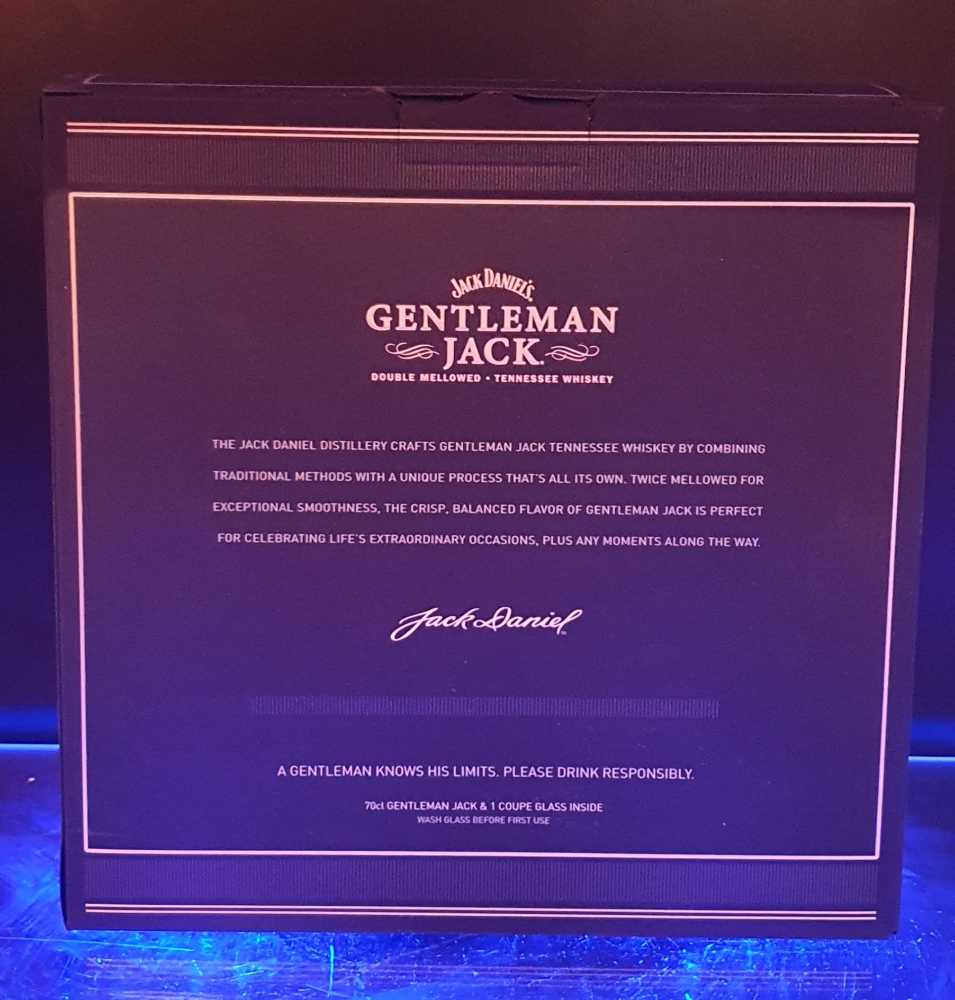 JACK DANIEL'S
GENTLEMAN
JACK.
DOUBLE MELLOWED • TENNESSEE WHISKEY
THE JACK DANIEL DISTILLERY CRAFTS GENTLEMAN JACK TENNESSEE WHISKEY BY COMBINING
TRADITIONAL METHODS WITH A UNIQUE PROCESS THAT'S ALL ITS OWN. TWICE MELLOWED FOR
EXCEPTIONAL SMOOTHNESS, THE CRISP, BALANCED FLAVOR OF GENTLEMAN JACK IS PERFECT
FOR CELEBRATING LIFE'S EXTRAORDINARY OCCASIONS, PLUS ANY MOMENTS ALONG THE WAY.
Jack Daniel™
A GENTLEMAN KNOWS HIS LIMITS. PLEASE DRINK RESPONSIBLY.
70cl GENTLEMAN JACK & 1 COUPE GLASS INSIDE
WASH GLASS BEFORE FIRST USE